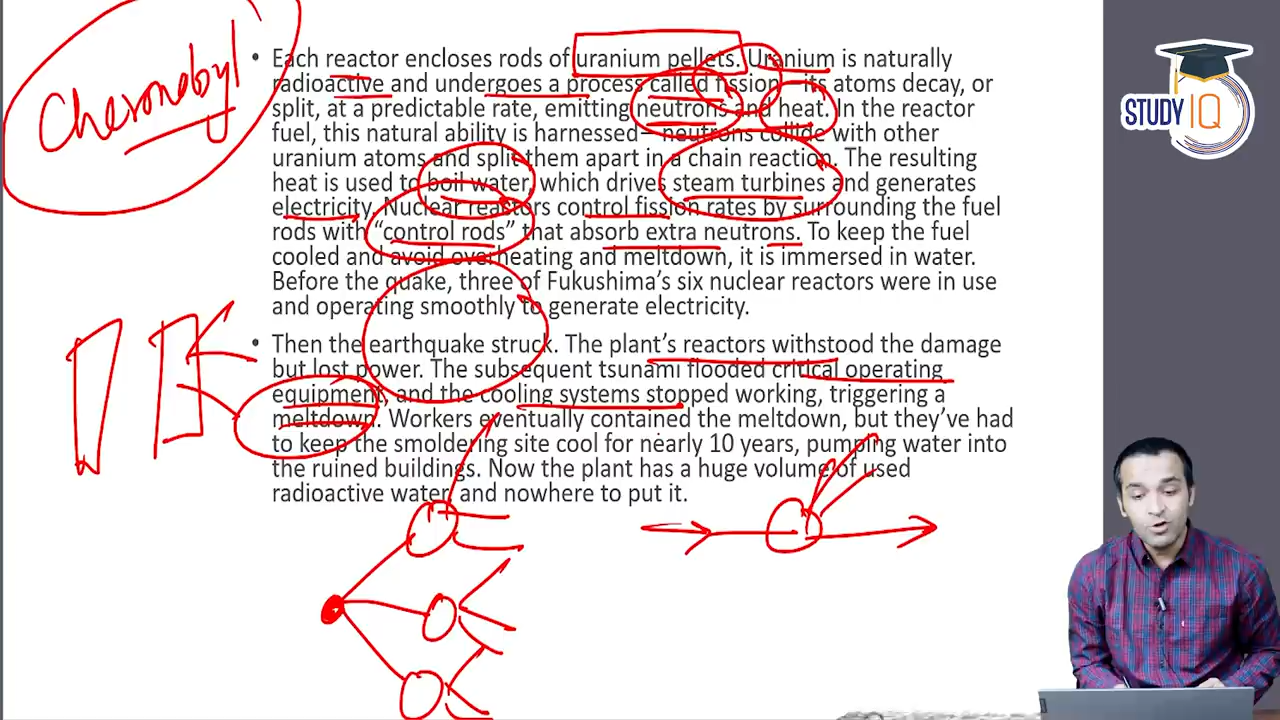 Cheronobyl
• Each reactor encloses rods of uranium pellets. Uranium is naturally
radioactive and undergoes a process called fission—its atoms decay, or
split, at a predictable rate, emitting neutrons and heat. In the reactor
fuel, this natural ability is harnessed—neutrons collide with other
uranium atoms and split them apart in a chain reaction. The resulting
heat is used to boil water, which drives steam turbines and generates
electricity. Nuclear reactors control fission rates by surrounding the fuel
rods with “control rods” that absorb extra neutrons. To keep the fuel
cooled and avoid overheating and meltdown, it is immersed in water.
Before the quake, three of Fukushima’s six nuclear reactors were in use
and operating smoothly to generate electricity.
• Then the earthquake struck. The plant’s reactors withstood the damage
but lost power. The subsequent tsunami flooded critical operating
equipment, and the cooling systems stopped working, triggering a
meltdown. Workers eventually contained the meltdown, but they’ve had
to keep the smoldering site cool for nearly 10 years, pumping water into
the ruined buildings. Now the plant has a huge volume of used
radioactive water, and nowhere to put it.
STUDY IQ